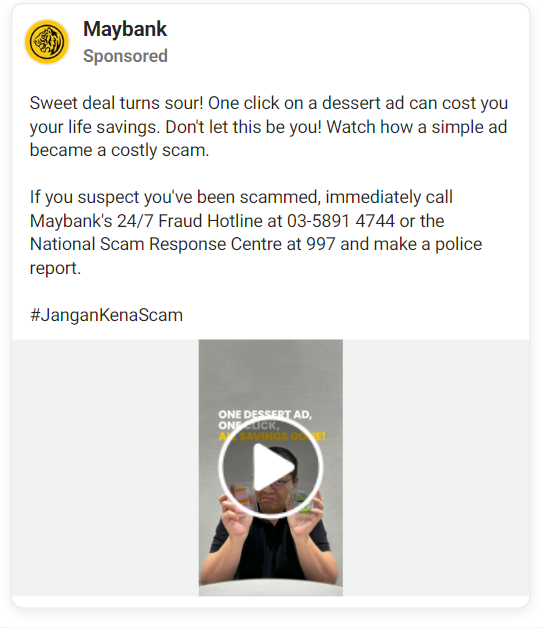 Maybank
Sponsored
Sweet deal turns sour! One click on a dessert ad can cost you
your life savings. Don't let this be you! Watch how a simple ad
became a costly scam.
If you suspect you've been scammed, immediately call
Maybank's 24/7 Fraud Hotline at 03-5891 4744 or the
National Scam Response Centre at 997 and make a police
report.
#JanganKenaScam
ONE DESSERT AD,
ONE CLICK,
ALL SAVINGS GONE!